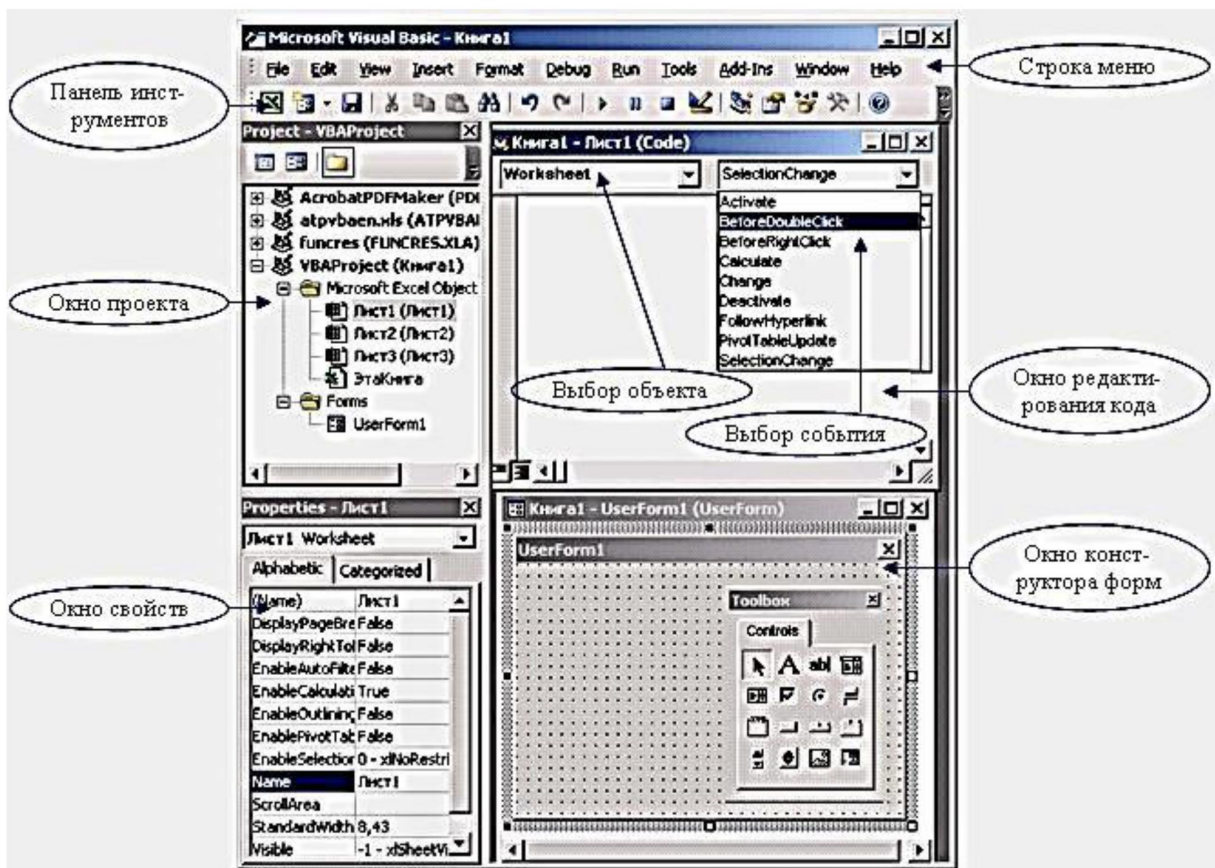 Microsoft Visual Basic - Книга1
File Edit View Insert Format Debug Run Tools Add-Ins Window Help
Строка меню
Панель инст-
рументов
Project - VBAProject
AcrobatPDFMaker (PDI
atpvbaen.xls (ATPVBAI
funcres (FUNCRES.XLA)
VBAProject (Книга1)
Microsoft Excel Object
Лист1 (Лист1)
Лист2 (Лист2)
Лист3 (Лист3)
ЭтаКнига
Forms
UserForm1
Окно проекта
Книга1 - Лист1 (Code)
Worksheet
SelectionChange
Activate
BeforeDoubleClick
BeforeRightClick
Calculate
Change
Deactivate
FollowHyperlink
PivotTableUpdate
SelectionChange
Выбор объекта
Выбор события
Окно редакти-
рования кода
Properties - Лист1
Лист1 Worksheet
Alphabetic Categorized
(Name) Лист1
DisplayPageBre False
DisplayRightTol False
EnableAutoFilte False
EnableCalculati True
EnableOutlining False
EnablePivotTab False
EnableSelection 0 - xlNoRestri
Name Лист1
ScrollArea
StandardWidth 8,43
Visible -1 - xlSheetVi
Окно свойств
Книга1 - UserForm1 (UserForm)
UserForm1
Toolbox
Controls
A abl
Окно конст-
руктора форм